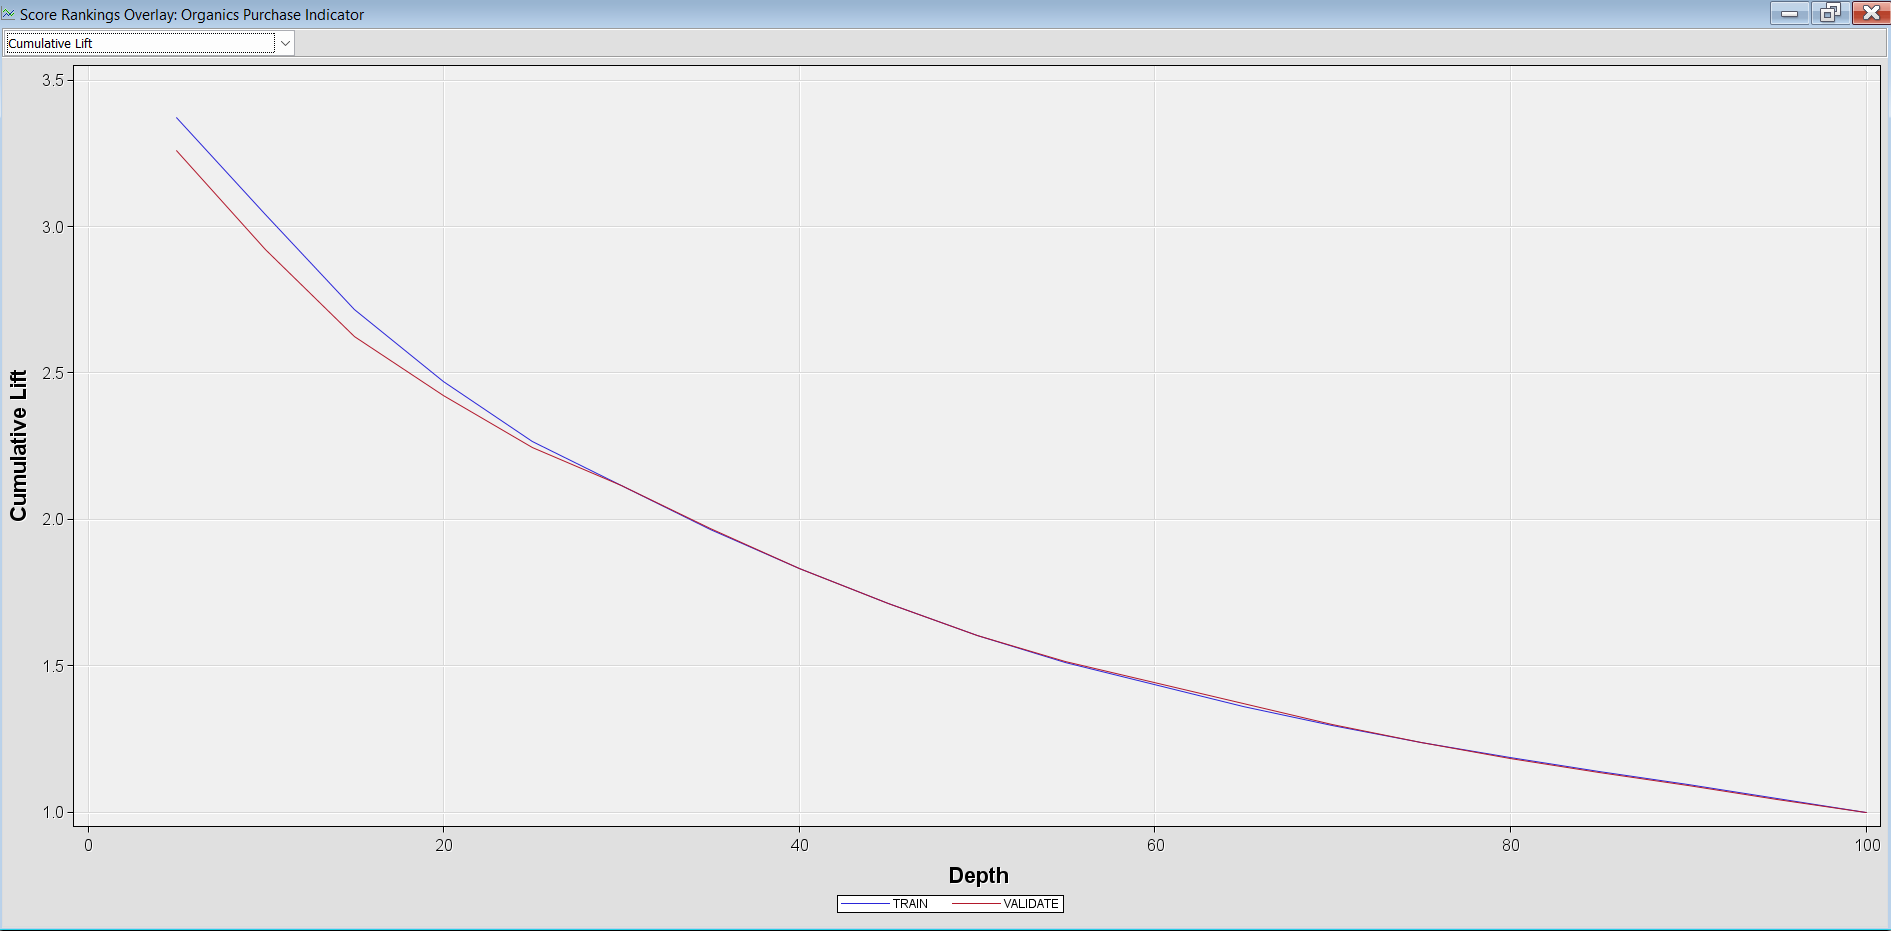 Score Rankings Overlay: Organics Purchase Indicator
Cumulative Lift
3.5
3.0
2.5
2.0
1.5
1.0
Cumulative Lift
0 20 40 60 80 100
Depth
TRAIN VALIDATE